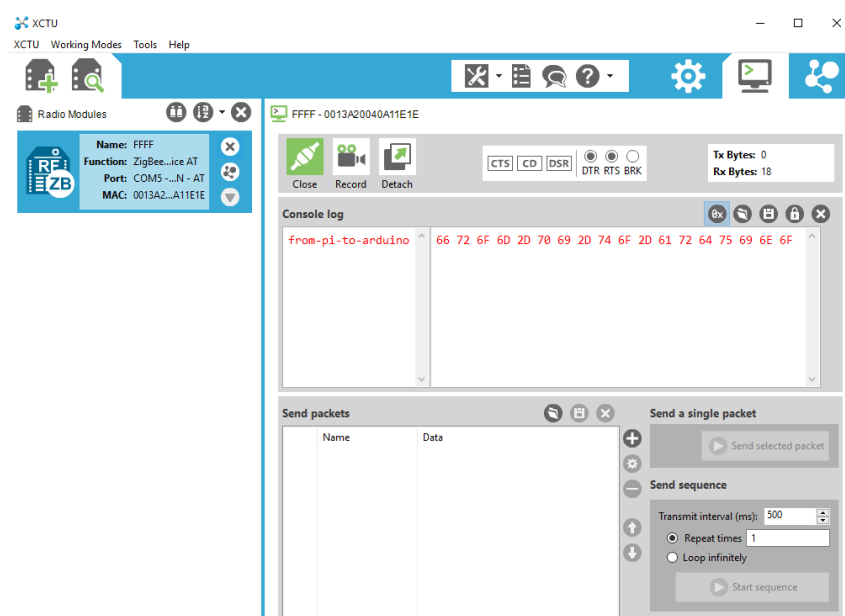 XCTU
XCTU Working Modes Tools Help
Radio Modules
FFFF - 0013A20040A11E1E
RF
ZB
Name: FFFF
Function: ZigBee...ice AT
Port: COM5 -...N - AT
MAC: 0013A2...A11E1E
Close Record Detach
CTS CD DSR DTR RTS BRK
Tx Bytes: 0
Rx Bytes: 18
Console log
0x
from-pi-to-arduino
66 72 6F 6D 2D 70 69 2D 74 6F 2D 61 72 64 75 69 6E 6F
Send packets
Name Data
Send a single packet
Send selected packet
Send sequence
Transmit interval (ms): 500
Repeat times 1
Loop infinitely
Start sequence